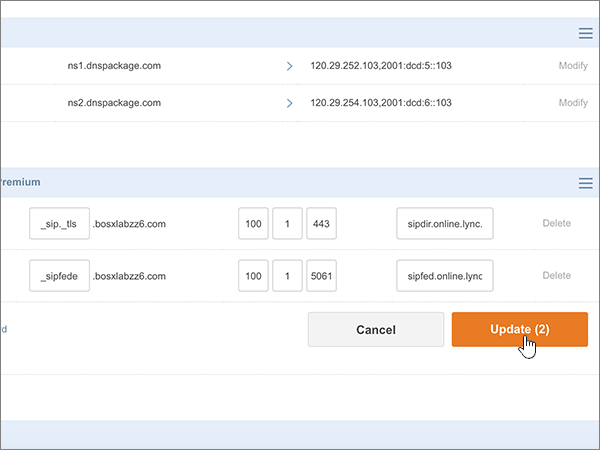 ns1.dnspackage.com 120.29.252.103,2001:dcd:5::103 Modify
ns2.dnspackage.com 120.29.254.103,2001:dcd:6::103 Modify
Premium
_sip._tls .bosxlabzz6.com 100 1 443 sipdir.online.lync. Delete
_sipfede .bosxlabzz6.com 100 1 5061 sipfed.online.lync Delete
rd Cancel Update (2)